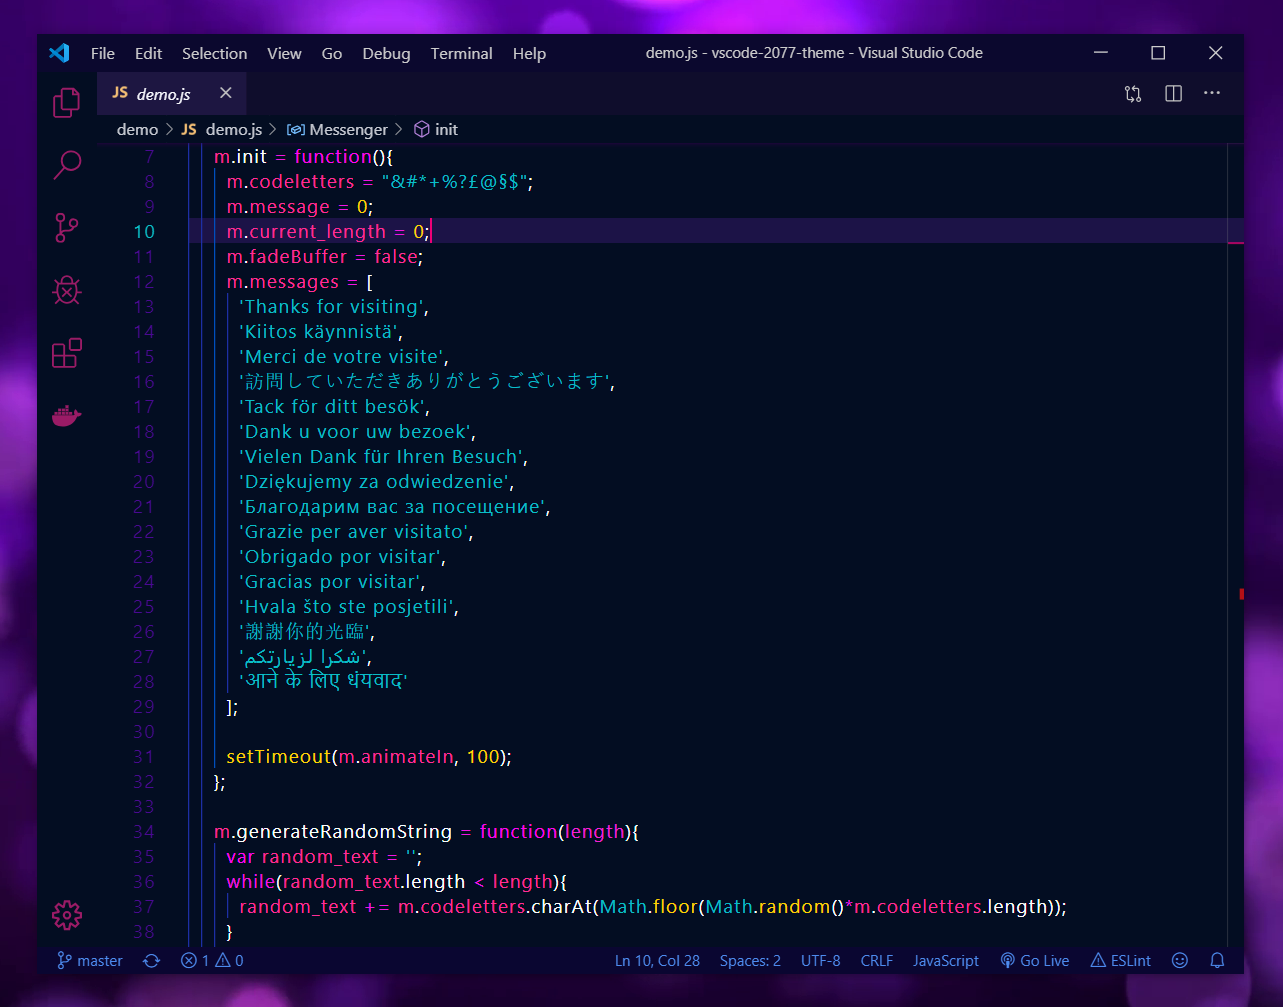 File Edit Selection View Go Debug Terminal Help demo.js - vscode-2077-theme - Visual Studio Code
JS demo.js
demo > JS demo.js > Messenger > init
7 m.init = function(){
8 m.codeletters = "&#*+%?£@§$";
9 m.message = 0;
10 m.current_length = 0;
11 m.fadeBuffer = false;
12 m.messages = [
13 'Thanks for visiting',
14 'Kiitos käynnistä',
15 'Merci de votre visite',
16 '訪問していただきありがとうございます',
17 'Tack för ditt besök',
18 'Dank u voor uw bezoek',
19 'Vielen Dank für Ihren Besuch',
20 'Dziękujemy za odwiedzenie',
21 'Благодарим вас за посещение',
22 'Grazie per aver visitato',
23 'Obrigado por visitar',
24 'Gracias por visitar',
25 'Hvala što ste posjetili',
26 '謝謝你的光臨',
27 'شكرا لزيارتكم',
28 'आने के लिए धंयवाद'
29 ];
30
31 setTimeout(m.animateIn, 100);
32 };
33
34 m.generateRandomString = function(length){
35 var random_text = '';
36 while(random_text.length < length){
37 random_text += m.codeletters.charAt(Math.floor(Math.random()*m.codeletters.length));
38 }
master 1 0 Ln 10, Col 28 Spaces: 2 UTF-8 CRLF JavaScript Go Live ESLint